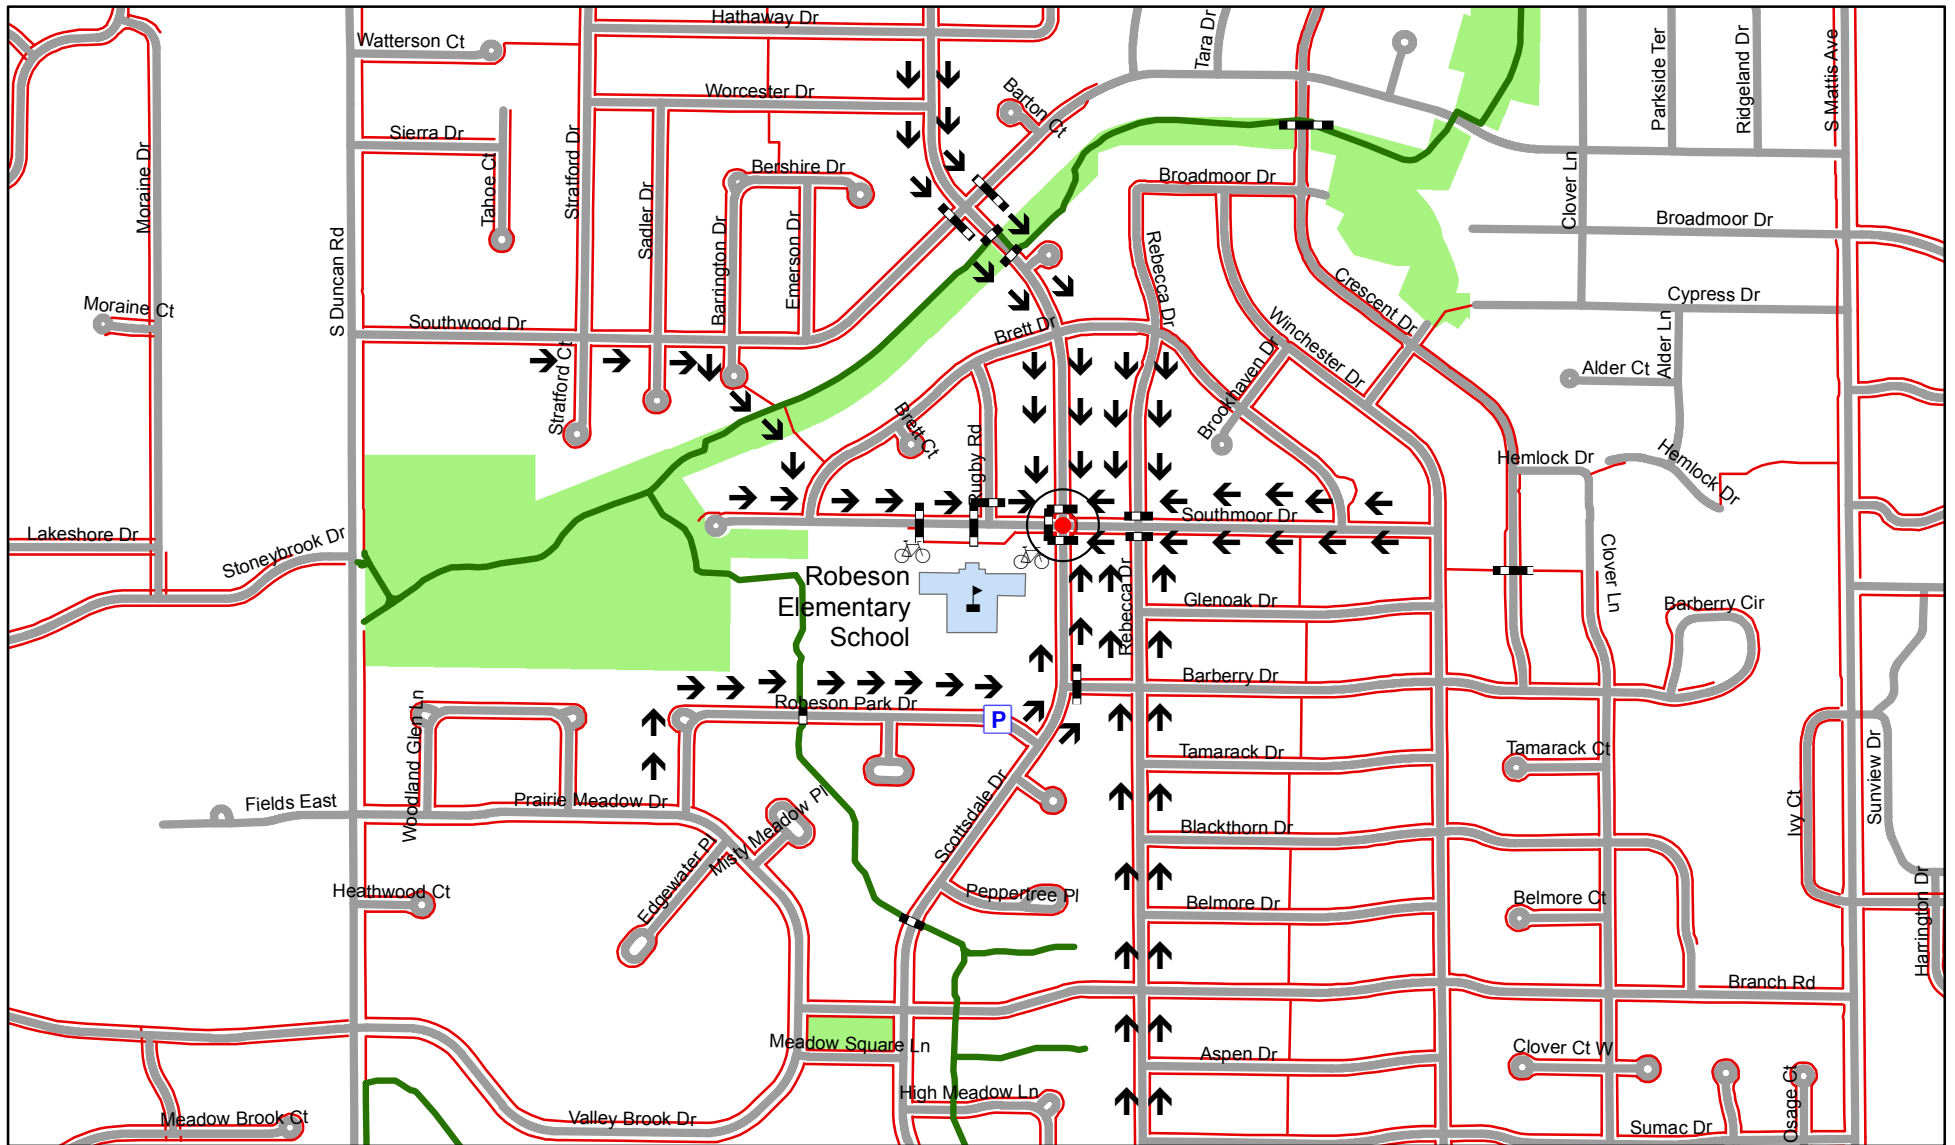 Hathaway Dr
Watterson Ct
Tara Dr
Parkside Ter
Ridgeland Dr
S Mattis Ave
Worcester Dr
Barton Ct
Sierra Dr
Tahoe Ct
Stratford Dr
Moraine Dr
Bershire Dr
Broadmoor Dr
Clover Ln
Sadler Dr
Barrington Dr
Emerson Dr
Broadmoor Dr
S Duncan Rd
Rebecca Dr
Moraine Ct
Southwood Dr
Crescent Dr
Cypress Dr
Brett Dr
Winchester Dr
Alder Ln
Stratford Ct
Brookhaven Dr
Alder Ct
Brett Ct
Rugby Rd
Hemlock Dr
Hemlock Dr
Southmoor Dr
Lakeshore Dr
Stoneybrook Dr
Robeson
Elementary
School
Rebecca Dr
Glenoak Dr
Clover Ln
Barberry Cir
Barberry Dr
Woodland Glen Ln
Robeson Park Dr
P
Tamarack Dr
Tamarack Ct
Sunview Dr
Ivy Ct
Fields East
Prairie Meadow Dr
Misty Meadow Pl
Scottsdale Dr
Blackthorn Dr
Edgewater Pl
Heathwood Ct
Peppertree Pl
Belmore Dr
Belmore Ct
Harrington Dr
Branch Rd
Meadow Square Ln
Aspen Dr
Clover Ct W
High Meadow Ln
Osage Ct
Meadow Brook Ct
Valley Brook Dr
Sumac Dr